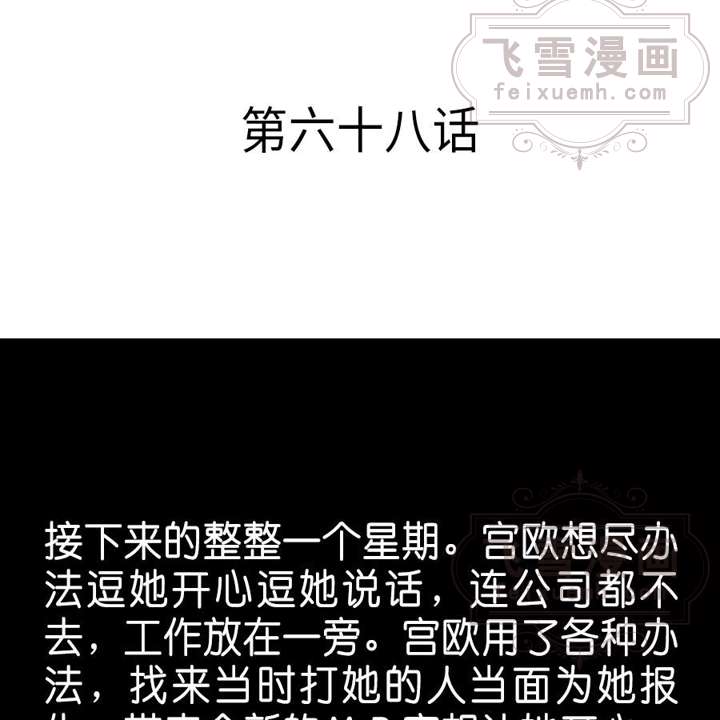 飞雪漫画
feixuemh.com
第六十八话
接下来的整整一个星期。宫欧想尽办
法逗她开心逗她说话，连公司都不
去，工作放在一旁。宫欧用了各种办
法，找来当时打她的人当面为她报